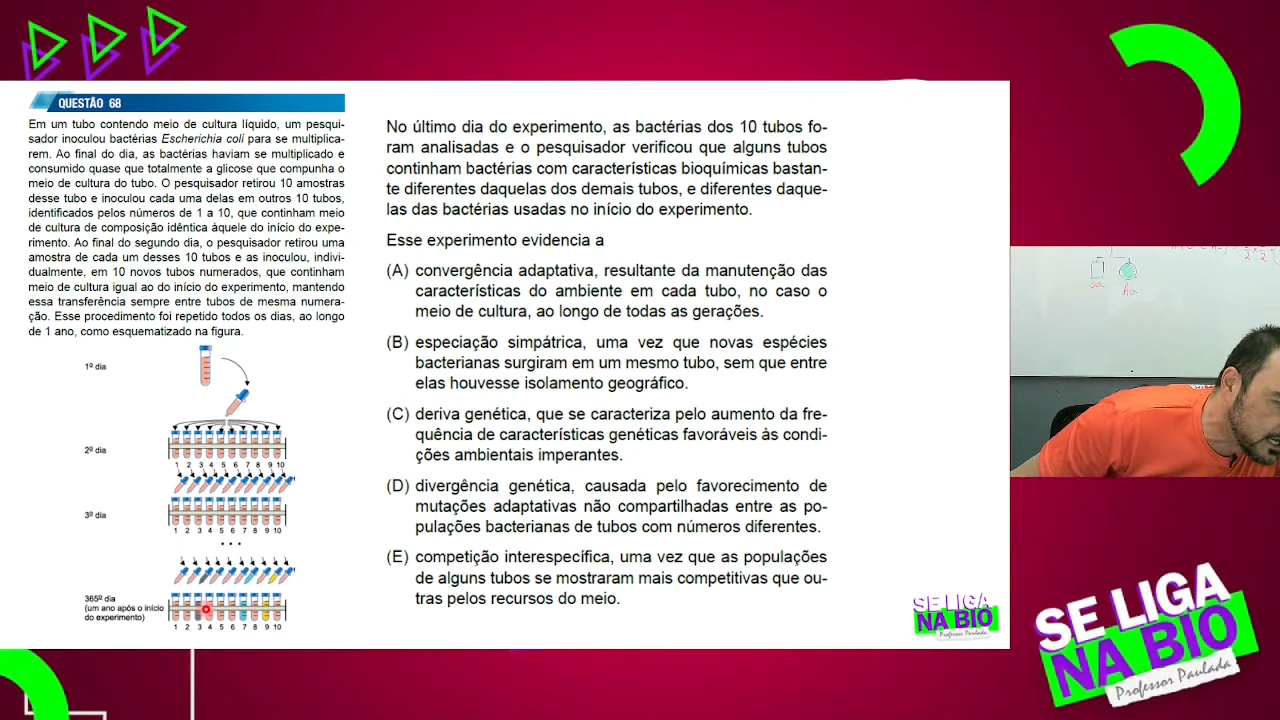 QUESTÃO 68
Em um tubo contendo meio de cultura líquido, um pesqui-
sador inoculou bactérias Escherichia coli para se multiplica-
rem. Ao final do dia, as bactérias haviam se multiplicado e
consumido quase que totalmente a glicose que compunha o
meio de cultura do tubo. O pesquisador retirou 10 amostras
desse tubo e inoculou cada uma delas em outros 10 tubos,
identificados pelos números de 1 a 10, que continham meio
de cultura de composição idêntica àquele do início do expe-
rimento. Ao final do segundo dia, o pesquisador retirou uma
amostra de cada um desses 10 tubos e as inoculou, indivi-
dualmente, em 10 novos tubos numerados, que continham
meio de cultura igual ao do início do experimento, mantendo
essa transferência sempre entre tubos de mesma numera-
ção. Esse procedimento foi repetido todos os dias, ao longo
de 1 ano, como esquematizado na figura.
1º dia
2º dia
1 2 3 4 5 6 7 8 9 10
3º dia
1 2 3 4 5 6 7 8 9 10
• • •
365º dia
(um ano após o início
do experimento)
1 2 3 4 5 6 7 8 9 10
No último dia do experimento, as bactérias dos 10 tubos fo-
ram analisadas e o pesquisador verificou que alguns tubos
continham bactérias com características bioquímicas bastan-
te diferentes daquelas dos demais tubos, e diferentes daque-
las das bactérias usadas no início do experimento.
Esse experimento evidencia a
(A) convergência adaptativa, resultante da manutenção das
características do ambiente em cada tubo, no caso o
meio de cultura, ao longo de todas as gerações.
(B) especiação simpátrica, uma vez que novas espécies
bacterianas surgiram em um mesmo tubo, sem que entre
elas houvesse isolamento geográfico.
(C) deriva genética, que se caracteriza pelo aumento da fre-
quência de características genéticas favoráveis às condi-
ções ambientais imperantes.
(D) divergência genética, causada pelo favorecimento de
mutações adaptativas não compartilhadas entre as po-
pulações bacterianas de tubos com números diferentes.
(E) competição interespecífica, uma vez que as populações
de alguns tubos se mostraram mais competitivas que ou-
tras pelos recursos do meio.
SE LIGA
NA BIO
Professor Paulada
SE LIGA
NA BIO
Professor Paulada